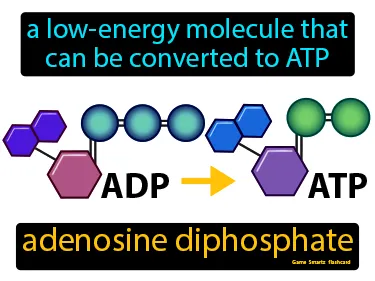 a low-energy molecule that
can be converted to ATP
ADP
ATP
adenosine diphosphate
Game Smartz flashcard